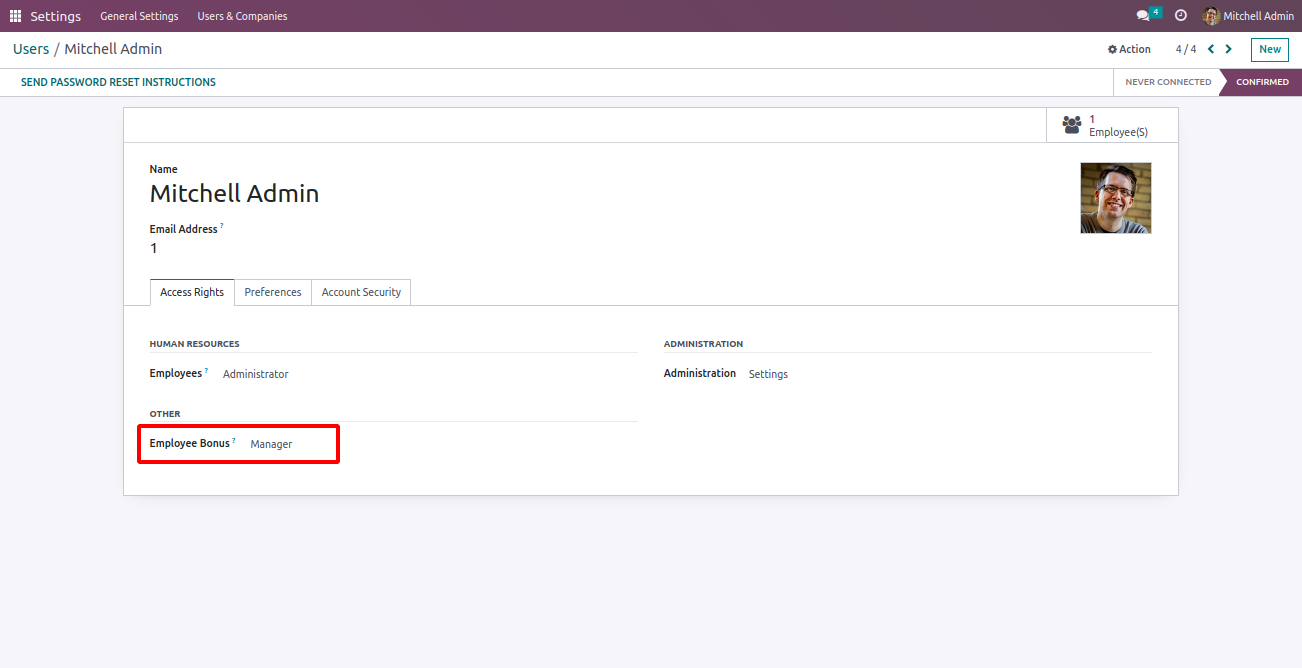 Settings General Settings Users & Companies 4 Mitchell Admin
Users / Mitchell Admin Action 4 / 4 New
SEND PASSWORD RESET INSTRUCTIONS NEVER CONNECTED CONFIRMED
1
Employee(S)
Name
Mitchell Admin
Email Address ?
1
Access Rights Preferences Account Security
HUMAN RESOURCES
Employees ? Administrator
ADMINISTRATION
Administration Settings
OTHER
Employee Bonus ? Manager